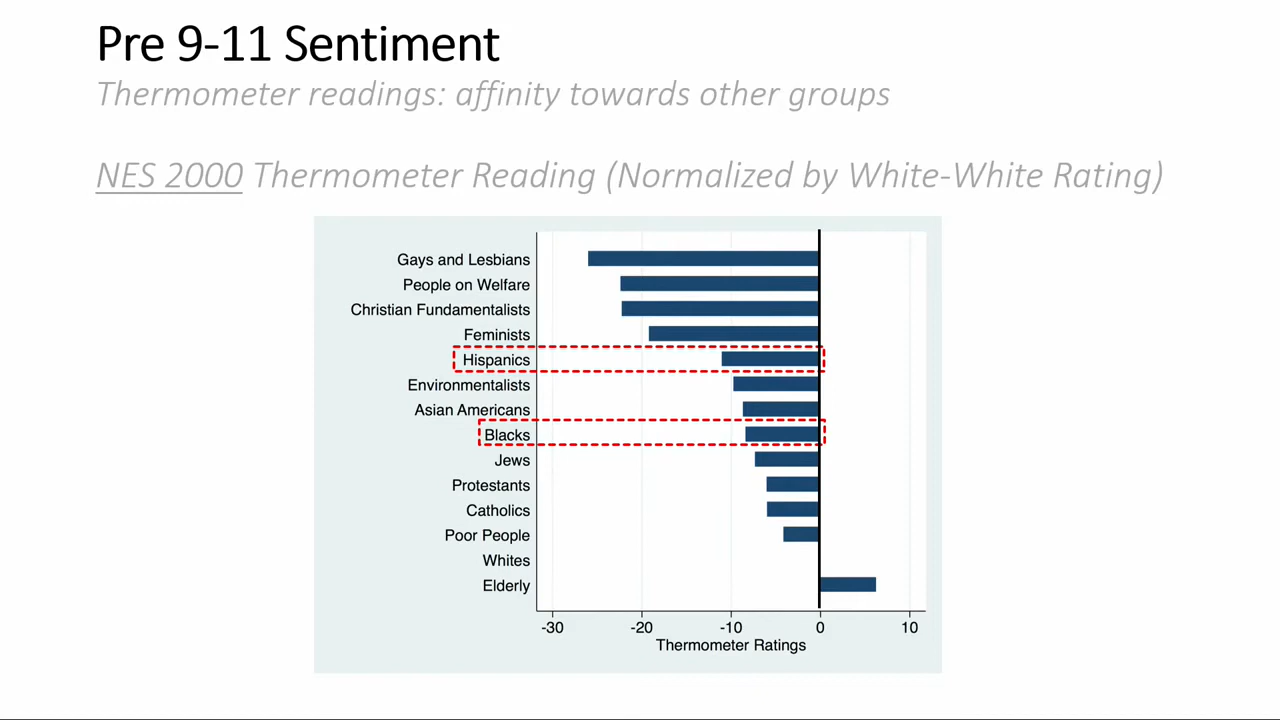 Pre 9-11 Sentiment
Thermometer readings: affinity towards other groups
NES 2000 Thermometer Reading (Normalized by White-White Rating)
Gays and Lesbians
People on Welfare
Christian Fundamentalists
Feminists
Hispanics
Environmentalists
Asian Americans
Blacks
Jews
Protestants
Catholics
Poor People
Whites
Elderly
-30 -20 -10 0 10
Thermometer Ratings